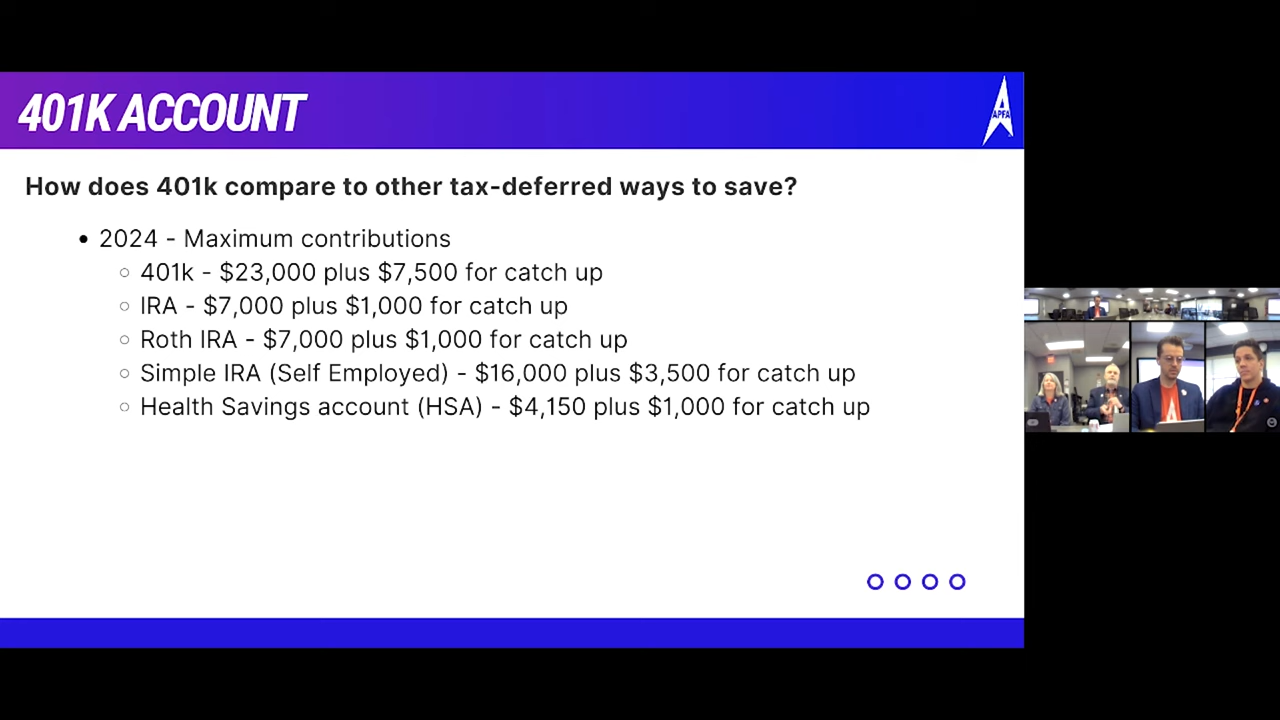 401K ACCOUNT
APFA
How does 401k compare to other tax-deferred ways to save?
2024 - Maximum contributions
401k - $23,000 plus $7,500 for catch up
IRA - $7,000 plus $1,000 for catch up
Roth IRA - $7,000 plus $1,000 for catch up
Simple IRA (Self Employed) - $16,000 plus $3,500 for catch up
Health Savings account (HSA) - $4,150 plus $1,000 for catch up